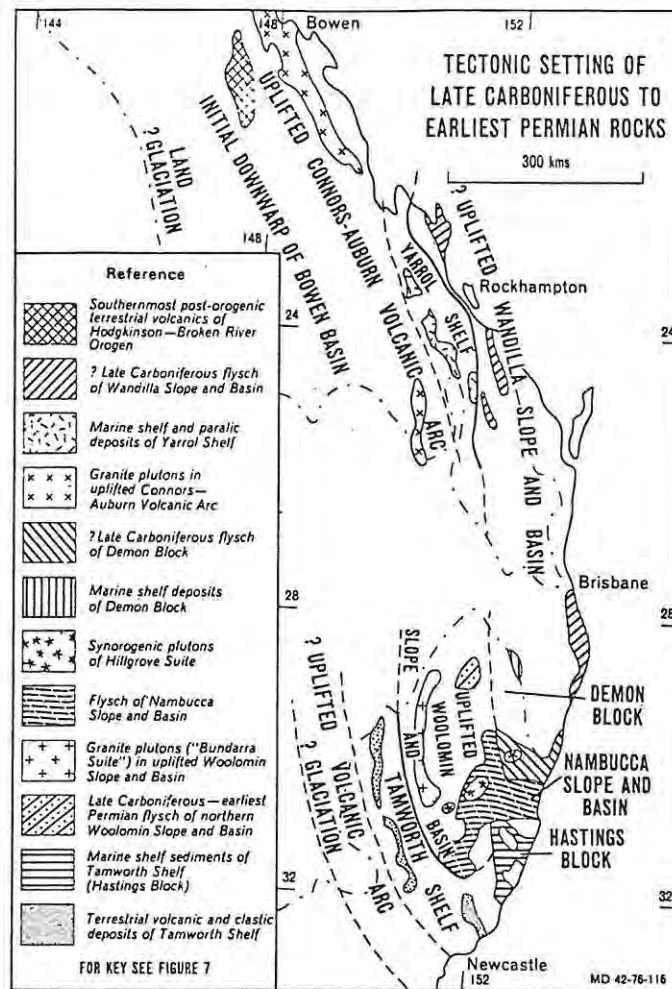 144
148
Bowen
152
TECTONIC SETTING OF
LATE CARBONIFEROUS TO
EARLIEST PERMIAN ROCKS
300 kms
LAND
? GLACIATION
INITIAL DOWNWARP OF BOWEN BASIN
UPLIFTED CONNORS-AUBURN VOLCANIC
ARC
YARROL
SHELF
? UPLIFTED WANDILLA SLOPE AND BASIN
Rockhampton
148
24
24
Reference
Southernmost post-orogenic
terrestrial volcanics of
Hodgkinson—Broken River
Orogen
? Late Carboniferous flysch
of Wandilla Slope and Basin
Marine shelf and paralic
deposits of Yarrol Shelf
Granite plutons in
uplifted Connors—
Auburn Volcanic Arc
? Late Carboniferous flysch
of Demon Block
Marine shelf deposits
of Demon Block
Synorogenic plutons
of Hillgrove Suite
Flysch of Nambucca
Slope and Basin
Granite plutons ("Bundarra
Suite") in uplifted Woolomin
Slope and Basin
Late Carboniferous—earliest
Permian flysch of northern
Woolomin Slope and Basin
Marine shelf sediments of
Tamworth Shelf
(Hastings Block)
Terrestrial volcanic and clastic
deposits of Tamworth Shelf
FOR KEY SEE FIGURE 7
28
Brisbane
28
? UPLIFTED VOLCANIC
ARC
? GLACIATION
SLOPE
AND
BASIN
WOOLOMIN
UPLIFTED
TAMWORTH
SHELF
DEMON
BLOCK
NAMBUCCA
SLOPE AND
BASIN
HASTINGS
BLOCK
32
32
Newcastle
152
MD 42-76-116